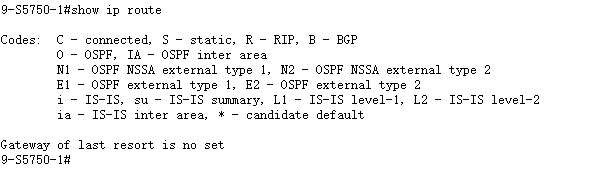 9-S5750-1#show ip route
Codes:  C - connected, S - static, R - RIP, B - BGP
O - OSPF, IA - OSPF inter area
N1 - OSPF NSSA external type 1, N2 - OSPF NSSA external type 2
E1 - OSPF external type 1, E2 - OSPF external type 2
i - IS-IS, su - IS-IS summary, L1 - IS-IS level-1, L2 - IS-IS level-2
ia - IS-IS inter area, * - candidate default
Gateway of last resort is no set
9-S5750-1#